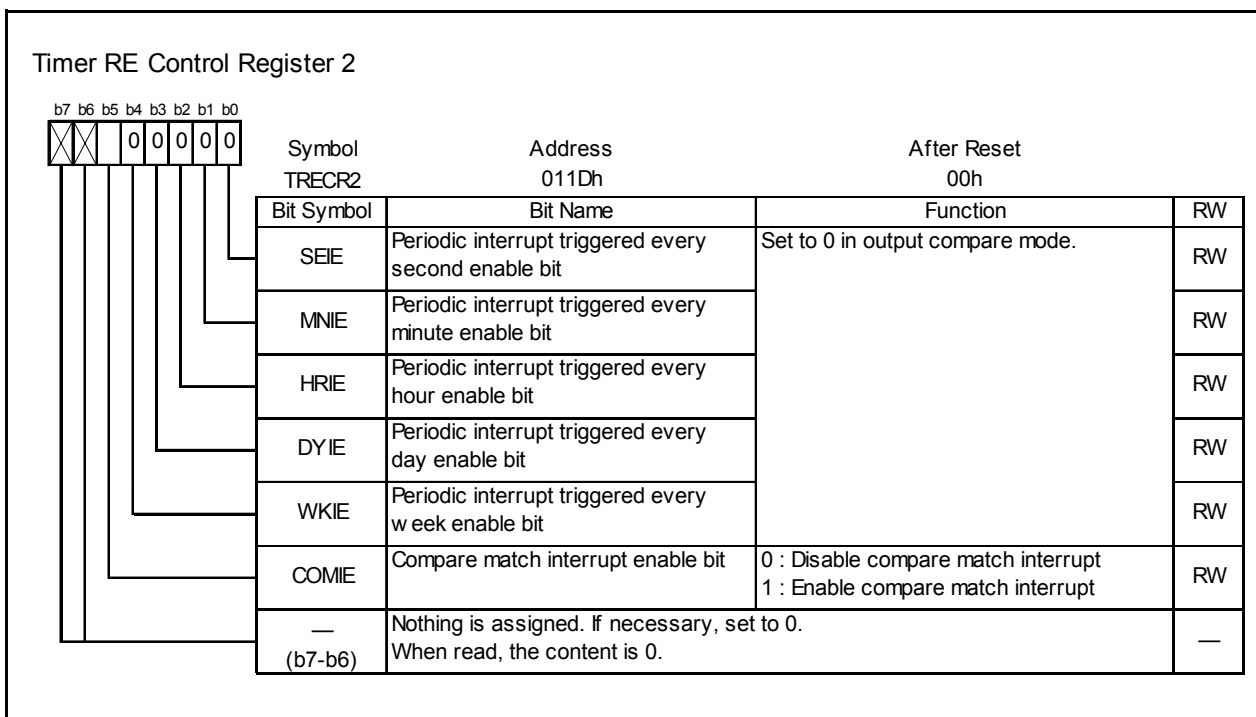 Timer RE Control Register 2
b7 b6 b5 b4 b3 b2 b1 b0
0 0 0 0 0
Symbol Address After Reset
TRECR2 011Dh 00h
Bit Symbol Bit Name Function RW
SEIE Periodic interrupt triggered every second enable bit Set to 0 in output compare mode. RW
MNIE Periodic interrupt triggered every minute enable bit RW
HRIE Periodic interrupt triggered every hour enable bit RW
DYIE Periodic interrupt triggered every day enable bit RW
WKIE Periodic interrupt triggered every week enable bit RW
COMIE Compare match interrupt enable bit 0 : Disable compare match interrupt RW
1 : Enable compare match interrupt
— Nothing is assigned. If necessary, set to 0. —
(b7-b6) When read, the content is 0.